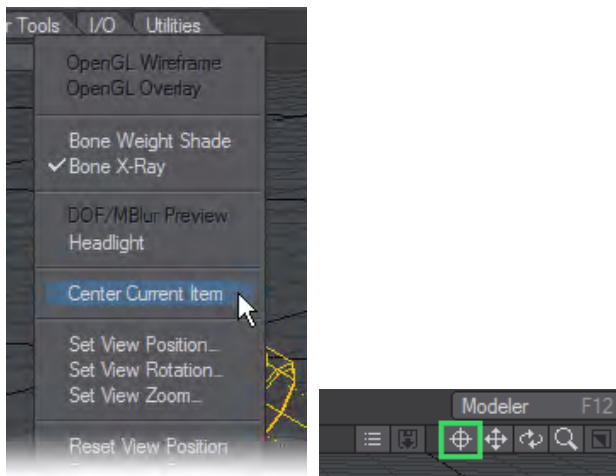 r Tools I/O Utilities
OpenGL Wireframe
OpenGL Overlay
Bone Weight Shade
✓ Bone X-Ray
DOF/MBlur Preview
Headlight
Center Current Item
Set View Position...
Set View Rotation...
Set View Zoom...
Reset View Position
Modeler F12